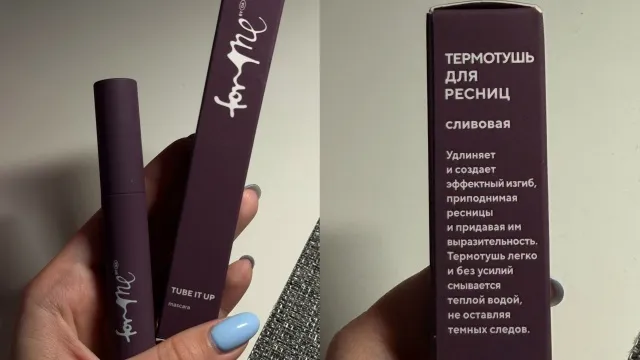 for Me
for Me
TUBE IT UP
mascara
ТЕРМОТУШЬ
ДЛЯ
РЕСНИЦ
сливовая
Удлиняет
и создает
эффектный изгиб,
приподнимая
ресницы
и придавая им
выразительность.
Термотушь легко
и без усилий
смывается
теплой водой,
не оставляя
темных следов.